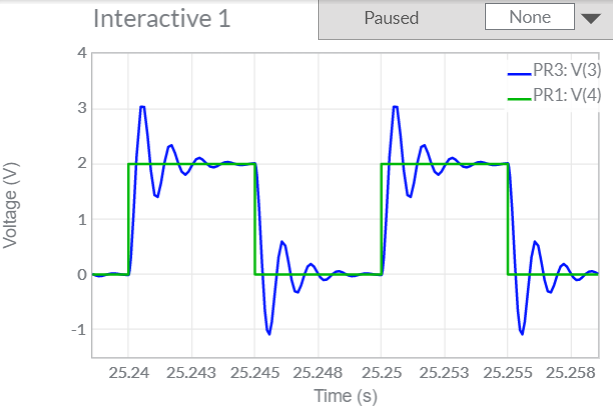 Interactive 1
Paused
None
PR3: V(3)
PR1: V(4)
Voltage (V)
4
3
2
1
0
-1
25.24 25.243 25.245 25.248 25.25 25.253 25.255 25.258
Time (s)